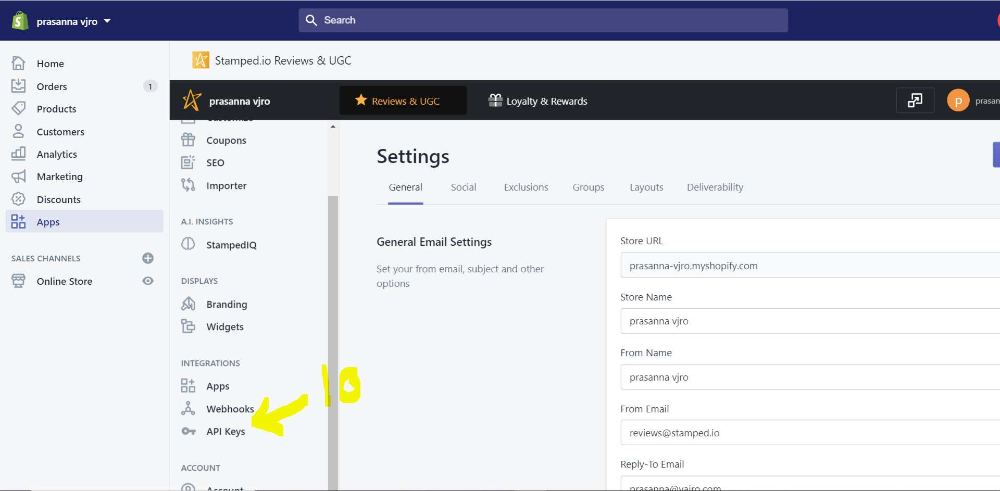 prasanna vjro
Search
Home
Orders 1
Products
Customers
Analytics
Marketing
Discounts
Apps
SALES CHANNELS
Online Store
Stamped.io Reviews & UGC
prasanna vjro
Reviews & UGC
Loyalty & Rewards
p
prasan
Customize
Coupons
SEO
Importer
A.I. INSIGHTS
StampedIQ
DISPLAYS
Branding
Widgets
INTEGRATIONS
Apps
Webhooks
API Keys
10
ACCOUNT
Account
Settings
General Social Exclusions Groups Layouts Deliverability
General Email Settings
Set your from email, subject and other
options
Store URL
prasanna-vjro.myshopify.com
Store Name
prasanna vjro
From Name
prasanna vjro
From Email
reviews@stamped.io
Reply-To Email
prasanna@vajro.com